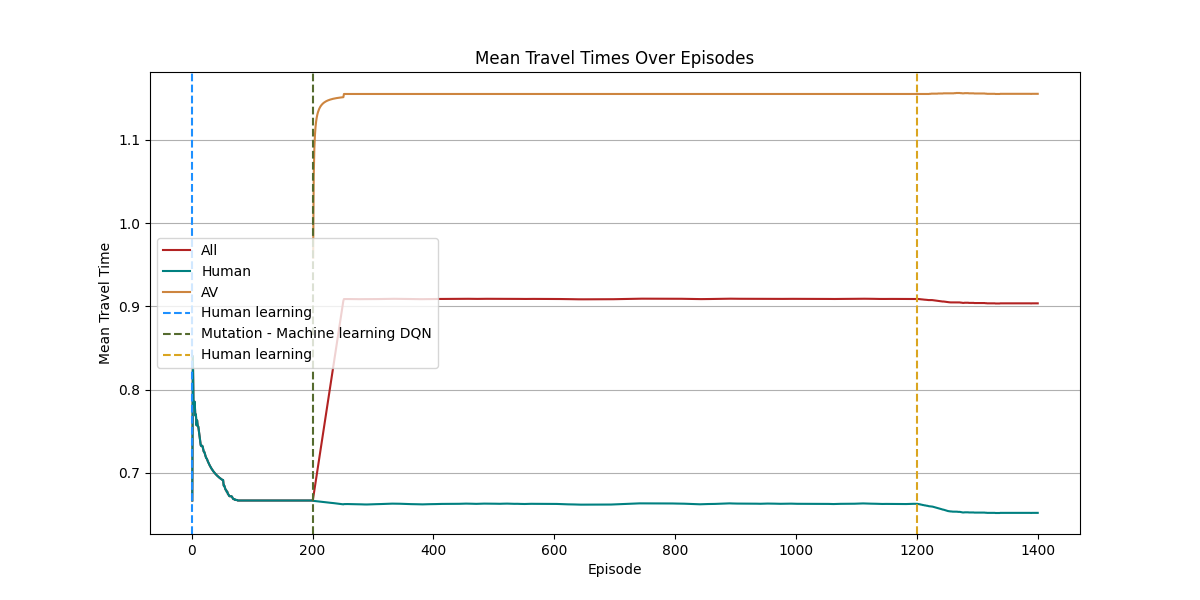 Mean Travel Times Over Episodes
Mean Travel Time
1.1
1.0
0.9
0.8
0.7
All
Human
AV
Human learning
Mutation - Machine learning DQN
Human learning
0 200 400 600 800 1000 1200 1400
Episode